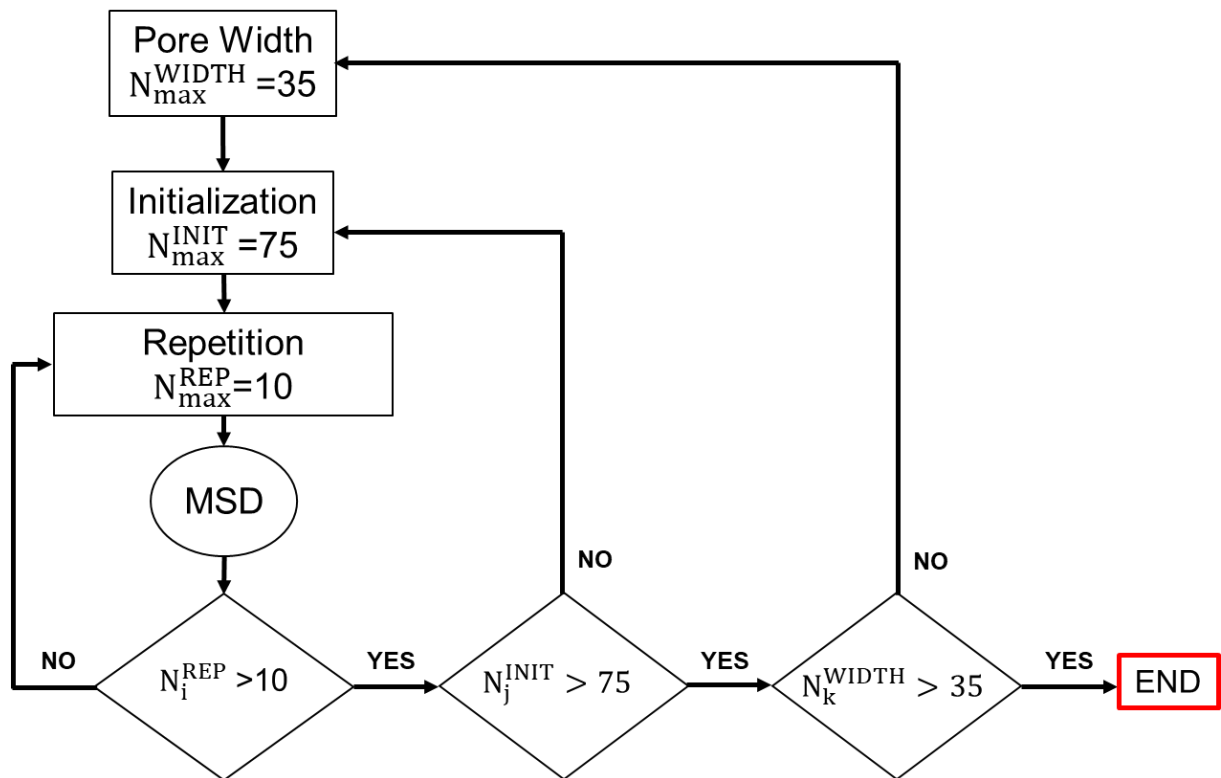 Pore Width
N_max^WIDTH =35
Initialization
N_max^INIT =75
Repetition
N_max^REP=10
MSD
NO
NO
NO
YES
YES
YES
N_i^REP >10
N_j^INIT > 75
N_k^WIDTH > 35
END